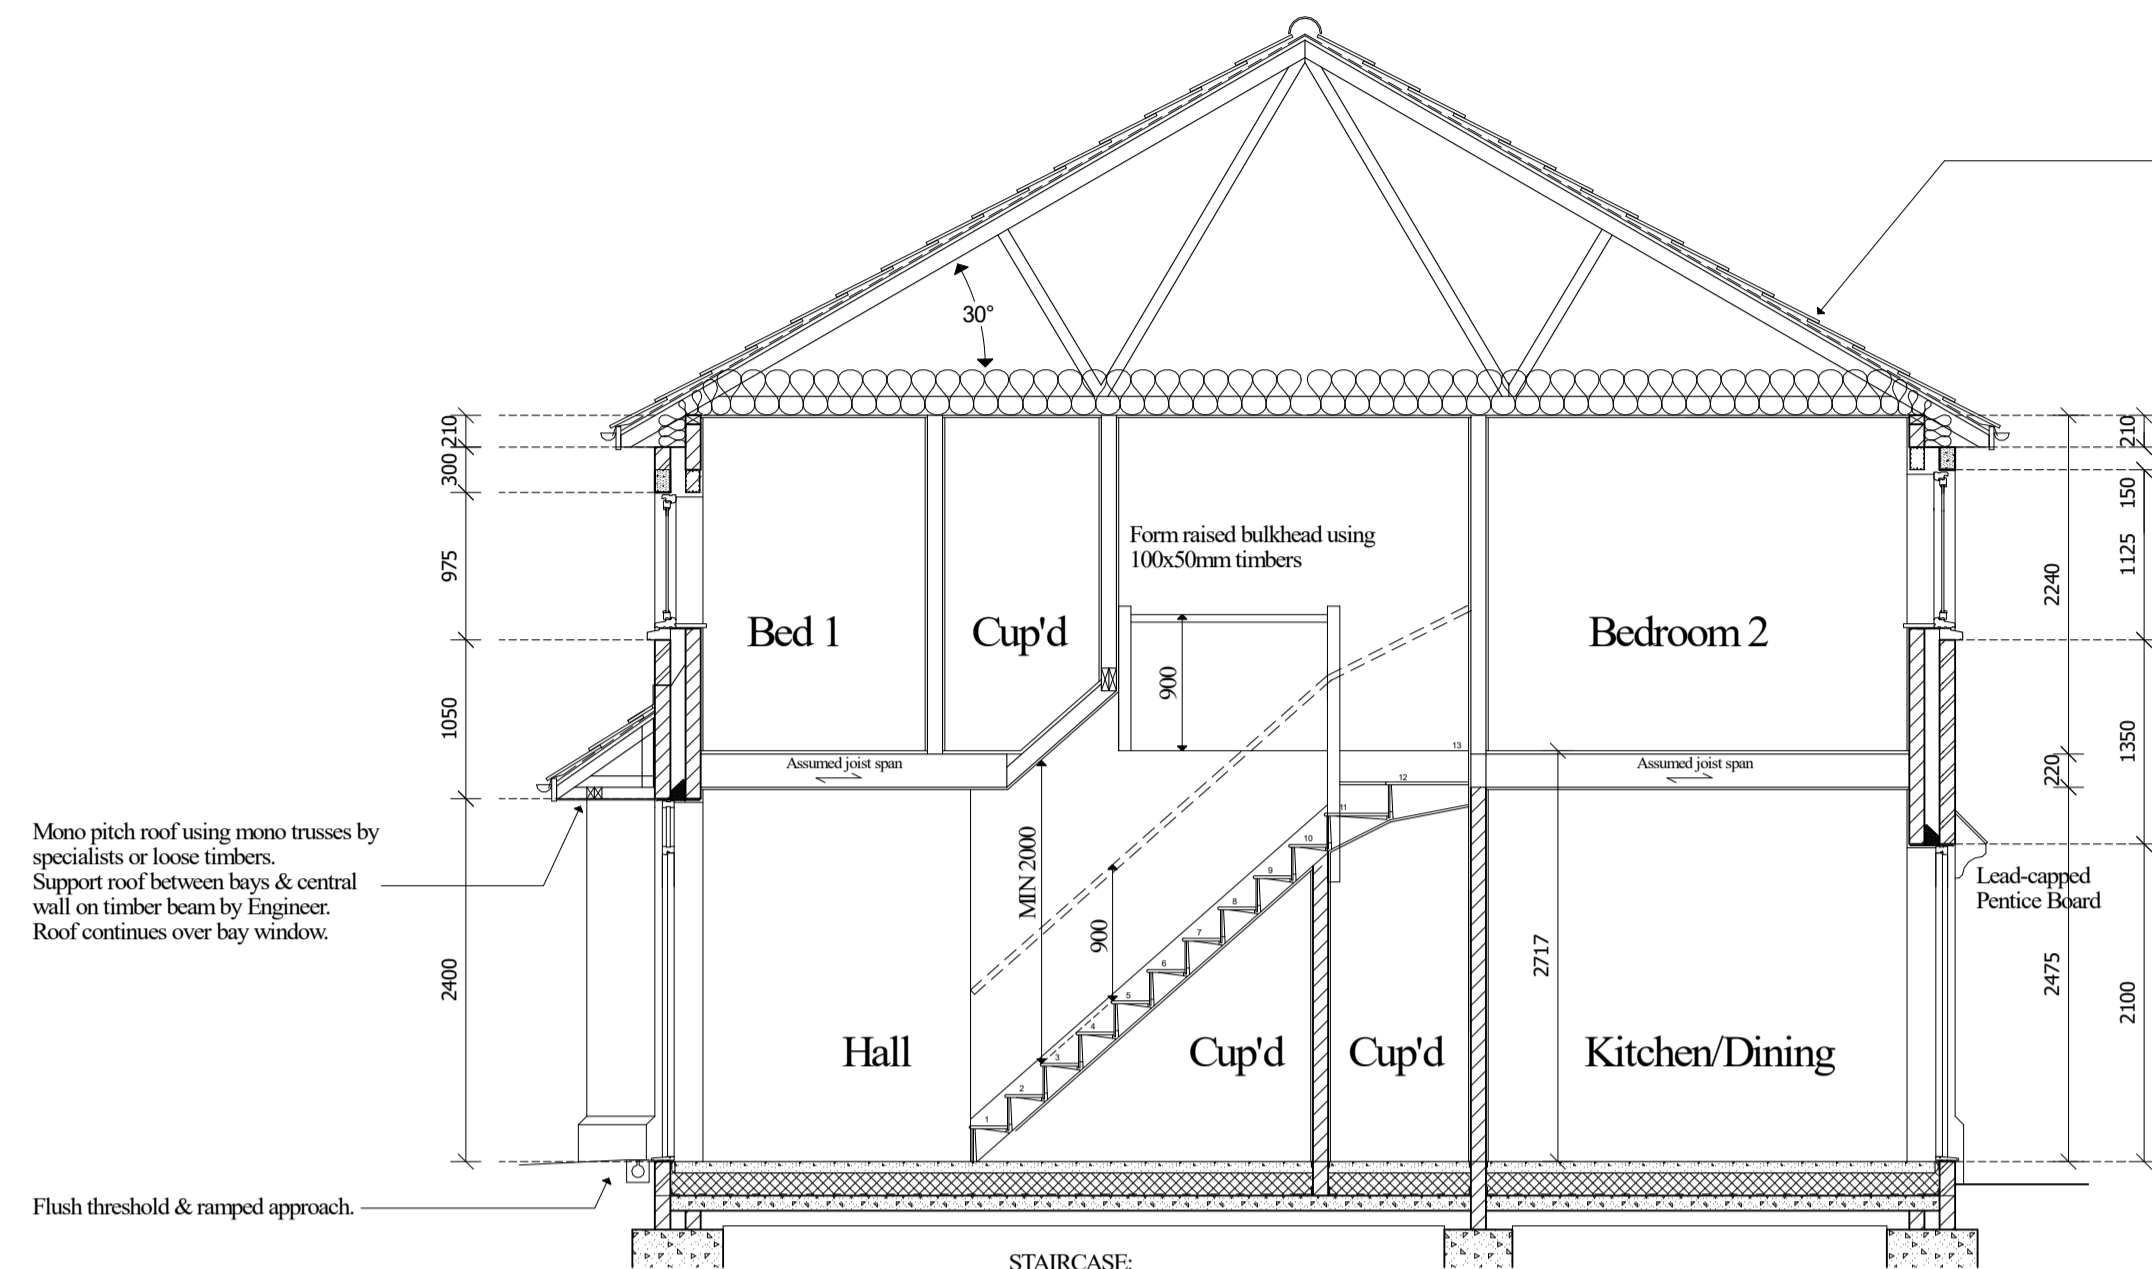 30°
210
300
975
1050
2400
210
150
1125
1350
2100
2240
220
2475
Form raised bulkhead using
100x50mm timbers
Bed 1
Cup'd
Bedroom 2
900
Assumed joist span
Assumed joist span
13
12
11
10
9
8
7
6
5
4
3
2
1
MIN 2000
900
2717
Mono pitch roof using mono trusses by
specialists or loose timbers.
Support roof between bays & central
wall on timber beam by Engineer.
Roof continues over bay window.
Lead-capped
Pentice Board
Hall
Cup'd
Cup'd
Kitchen/Dining
Flush threshold & ramped approach.
STAIRCASE: